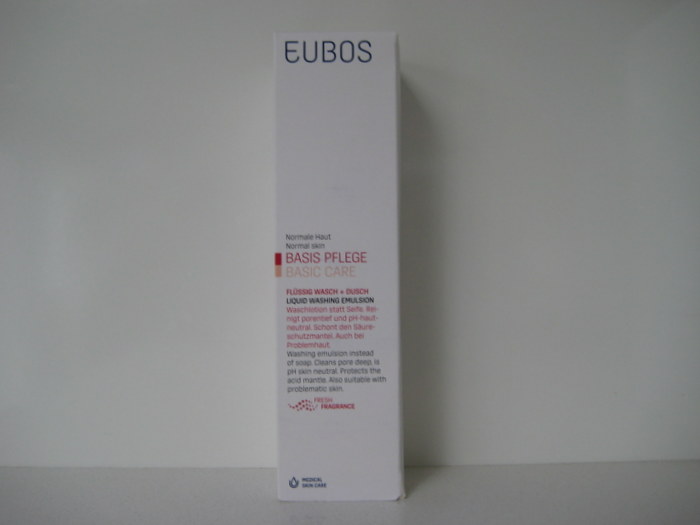 EUBOS
Normale Haut
Normal skin
BASIS PFLEGE
BASIC CARE
FLÜSSIG WASCH + DUSCH
LIQUID WASHING EMULSION
Waschlotion statt Seife. Rei-
nigt porentief und pH-haut-
neutral. Schont den Säure-
schutzmantel. Auch bei
Problemhaut.
Washing emulsion instead
of soap. Cleans pore deep, is
pH skin neutral. Protects the
acid mantle. Also suitable with
problematic skin.
FRESH
FRAGRANCE
MEDICAL
SKIN CARE